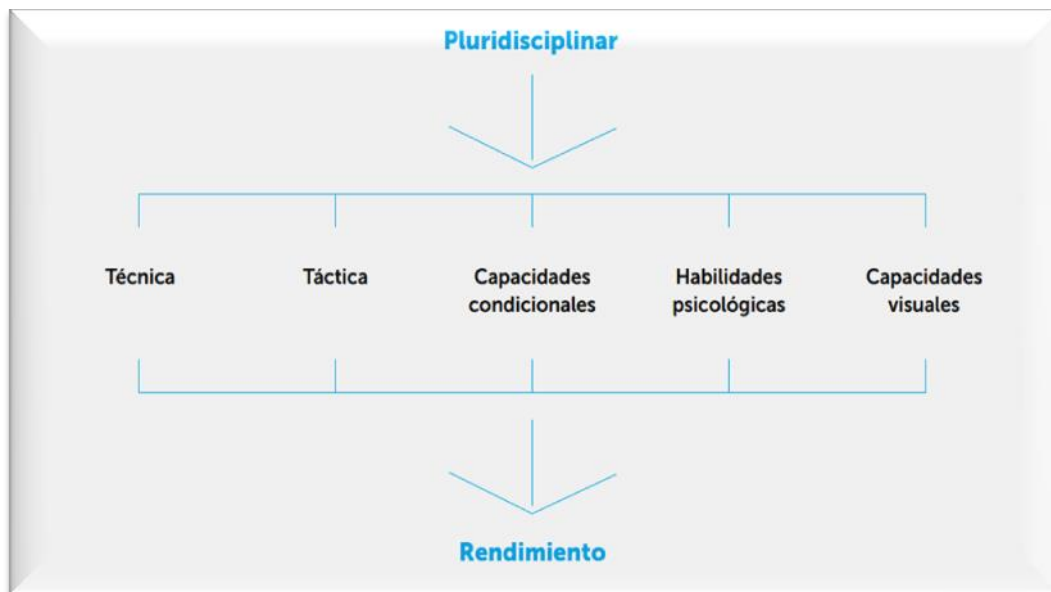 Pluridisciplinar
Técnica
Táctica
Capacidades
condicionales
Habilidades
psicológicas
Capacidades
visuales
Rendimiento